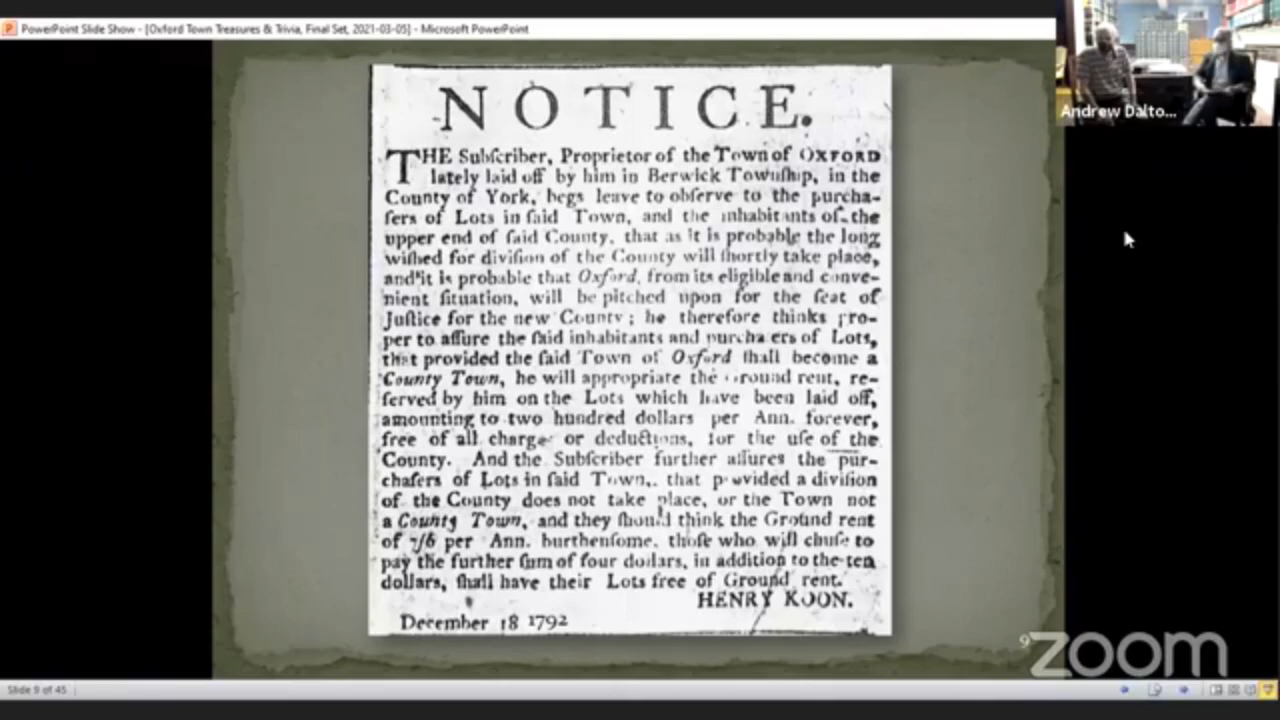 PowerPoint Slide Show - [Oxford Town Treasures & Trivia, Final Set, 2021-03-05] - Microsoft PowerPoint
Andrew Dalto...
NOTICE.
THE Subſcriber, Proprietor of the Town of OXFORD
lately laid off by him in Berwick Townſhip, in the
County of York, begs leave to obſerve to the purcha-
ſers of Lots in ſaid Town, and the inhabitants of the
upper end of ſaid County, that as it is probable the long
wiſhed for diviſion of the County will ſhortly take place,
and it is probable that Oxford, from its eligible and conve-
nient ſituation, will be pitched upon for the ſeat of
Juſtice for the new County; he therefore thinks pro-
per to aſſure the ſaid inhabitants and purchaſers of Lots,
that provided the ſaid Town of Oxford ſhall become a
County Town, he will appropriate the Ground rent, re-
ſerved by him on the Lots which have been laid off,
amounting to two hundred dollars per Ann. forever,
free of all charge or deductions, for the uſe of the
County. And the Subſcriber further aſſures the pur-
chaſers of Lots in ſaid Town, that provided a diviſion
of the County does not take place, or the Town not
a County Town, and they ſhould think the Ground rent
of 7/6 per Ann. burthenſome, thoſe who will chuſe to
pay the further ſum of four dollars, in addition to the ten
dollars, ſhall have their Lots free of Ground rent.
HENRY KOON.
December 18 1792
9
zoom
Slide 9 of 45